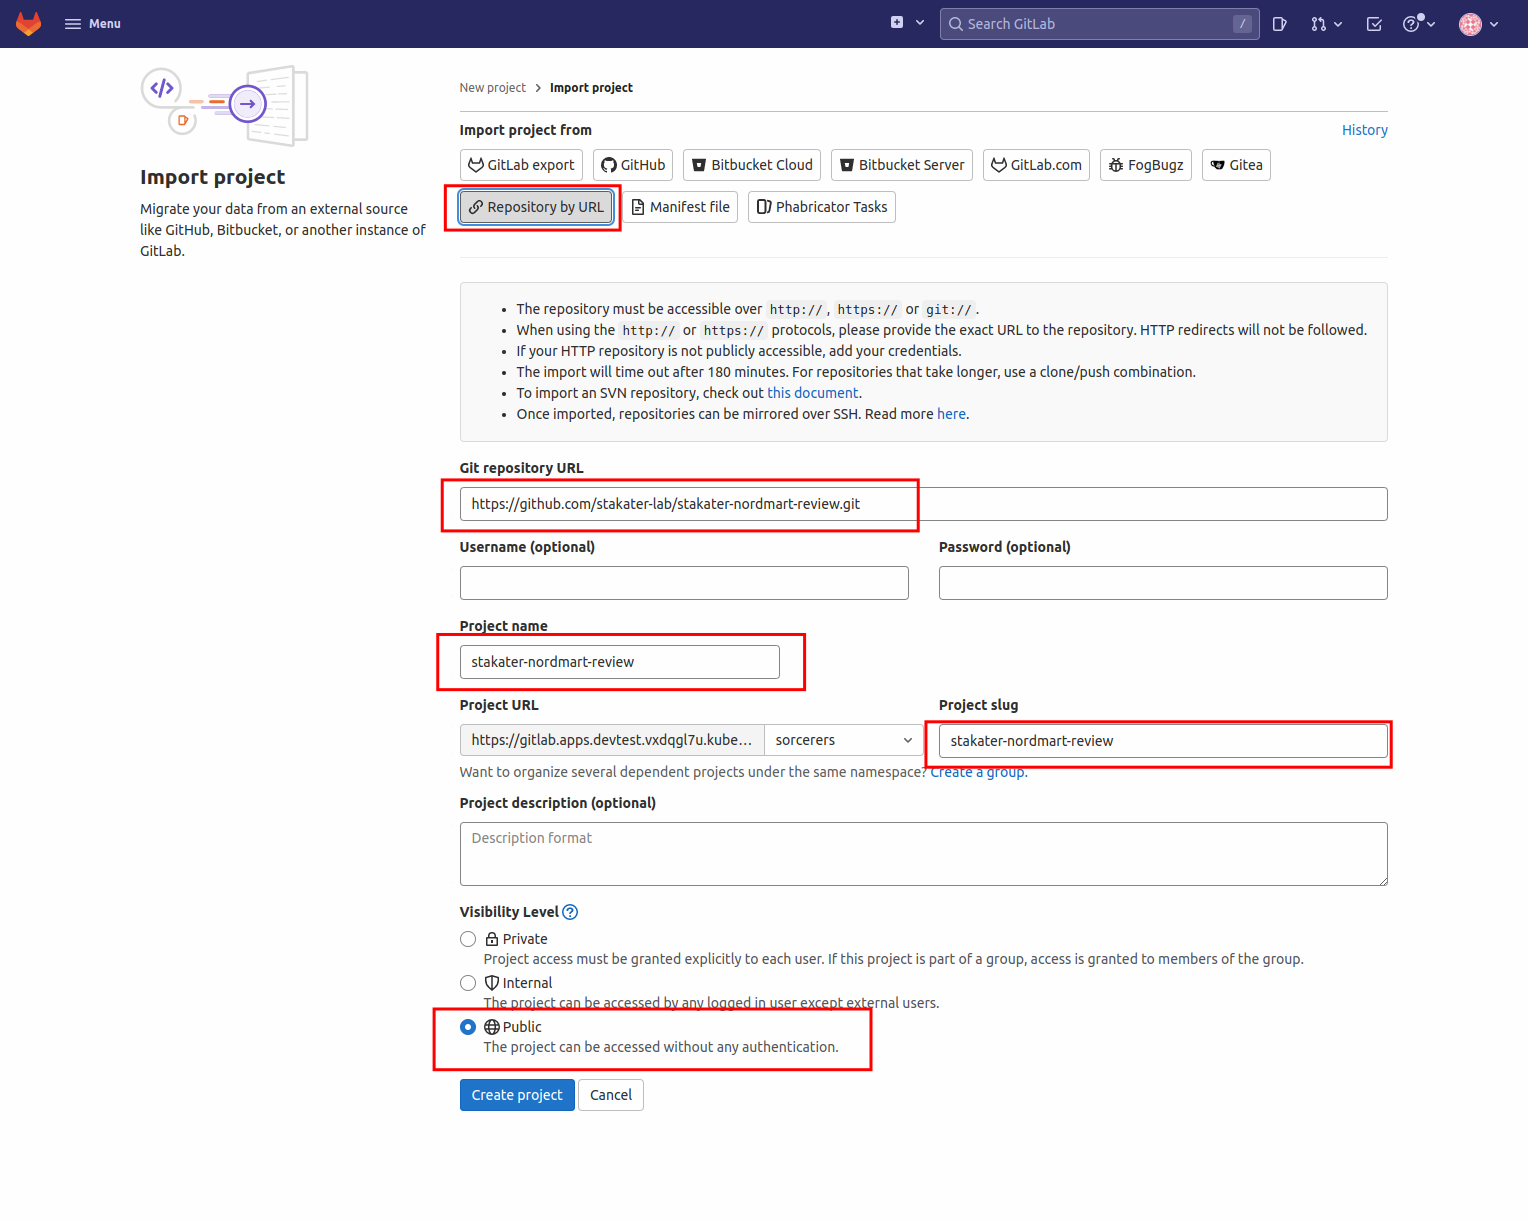 Menu
Search GitLab
/
New project > Import project
Import project from
History
GitLab export
GitHub
Bitbucket Cloud
Bitbucket Server
GitLab.com
FogBugz
Gitea
Repository by URL
Manifest file
Phabricator Tasks
Import project
Migrate your data from an external source
like GitHub, Bitbucket, or another instance of
GitLab.
• The repository must be accessible over http://, https:// or git://.
• When using the http:// or https:// protocols, please provide the exact URL to the repository. HTTP redirects will not be followed.
• If your HTTP repository is not publicly accessible, add your credentials.
• The import will time out after 180 minutes. For repositories that take longer, use a clone/push combination.
• To import an SVN repository, check out this document.
• Once imported, repositories can be mirrored over SSH. Read more here.
Git repository URL
https://github.com/stakater-lab/stakater-nordmart-review.git
Username (optional)
Password (optional)
Project name
stakater-nordmart-review
Project URL
Project slug
https://gitlab.apps.devtest.vxdqgl7u.kube...
sorcerers
stakater-nordmart-review
Want to organize several dependent projects under the same namespace? Create a group.
Project description (optional)
Description format
Visibility Level
Private
Project access must be granted explicitly to each user. If this project is part of a group, access is granted to members of the group.
Internal
The project can be accessed by any logged in user except external users.
Public
The project can be accessed without any authentication.
Create project
Cancel